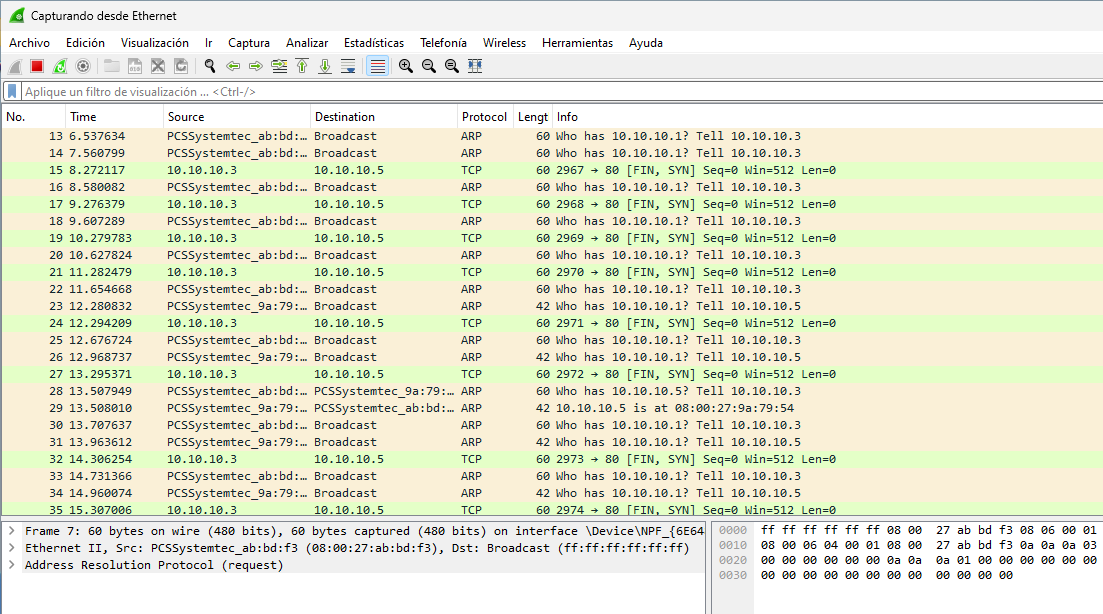 Capturando desde Ethernet
Archivo Edición Visualización Ir Captura Analizar Estadísticas Telefonía Wireless Herramientas Ayuda
Aplique un filtro de visualización ... <Ctrl-/>
No. Time Source Destination Protocol Lengt Info
13 6.537634 PCSSystemtec_ab:bd:… Broadcast ARP 60 Who has 10.10.10.1? Tell 10.10.10.3
14 7.560799 PCSSystemtec_ab:bd:… Broadcast ARP 60 Who has 10.10.10.1? Tell 10.10.10.3
15 8.272117 10.10.10.3 10.10.10.5 TCP 60 2967 → 80 [FIN, SYN] Seq=0 Win=512 Len=0
16 8.580082 PCSSystemtec_ab:bd:… Broadcast ARP 60 Who has 10.10.10.1? Tell 10.10.10.3
17 9.276379 10.10.10.3 10.10.10.5 TCP 60 2968 → 80 [FIN, SYN] Seq=0 Win=512 Len=0
18 9.607289 PCSSystemtec_ab:bd:… Broadcast ARP 60 Who has 10.10.10.1? Tell 10.10.10.3
19 10.279783 10.10.10.3 10.10.10.5 TCP 60 2969 → 80 [FIN, SYN] Seq=0 Win=512 Len=0
20 10.627824 PCSSystemtec_ab:bd:… Broadcast ARP 60 Who has 10.10.10.1? Tell 10.10.10.3
21 11.282479 10.10.10.3 10.10.10.5 TCP 60 2970 → 80 [FIN, SYN] Seq=0 Win=512 Len=0
22 11.654668 PCSSystemtec_ab:bd:… Broadcast ARP 60 Who has 10.10.10.1? Tell 10.10.10.3
23 12.280832 PCSSystemtec_9a:79:… Broadcast ARP 42 Who has 10.10.10.1? Tell 10.10.10.5
24 12.294209 10.10.10.3 10.10.10.5 TCP 60 2971 → 80 [FIN, SYN] Seq=0 Win=512 Len=0
25 12.676724 PCSSystemtec_ab:bd:… Broadcast ARP 60 Who has 10.10.10.1? Tell 10.10.10.3
26 12.968737 PCSSystemtec_9a:79:… Broadcast ARP 42 Who has 10.10.10.1? Tell 10.10.10.5
27 13.295371 10.10.10.3 10.10.10.5 TCP 60 2972 → 80 [FIN, SYN] Seq=0 Win=512 Len=0
28 13.507949 PCSSystemtec_ab:bd:… PCSSystemtec_9a:79:… ARP 60 Who has 10.10.10.5? Tell 10.10.10.3
29 13.508010 PCSSystemtec_9a:79:… PCSSystemtec_ab:bd:… ARP 42 10.10.10.5 is at 08:00:27:9a:79:54
30 13.707637 PCSSystemtec_ab:bd:… Broadcast ARP 60 Who has 10.10.10.1? Tell 10.10.10.3
31 13.963612 PCSSystemtec_9a:79:… Broadcast ARP 42 Who has 10.10.10.1? Tell 10.10.10.5
32 14.306254 10.10.10.3 10.10.10.5 TCP 60 2973 → 80 [FIN, SYN] Seq=0 Win=512 Len=0
33 14.731366 PCSSystemtec_ab:bd:… Broadcast ARP 60 Who has 10.10.10.1? Tell 10.10.10.3
34 14.960074 PCSSystemtec_9a:79:… Broadcast ARP 42 Who has 10.10.10.1? Tell 10.10.10.5
35 15.307006 10.10.10.3 10.10.10.5 TCP 60 2974 → 80 [FIN, SYN] Seq=0 Win=512 Len=0
Frame 7: 60 bytes on wire (480 bits), 60 bytes captured (480 bits) on interface \Device\NPF_{6E64
Ethernet II, Src: PCSSystemtec_ab:bd:f3 (08:00:27:ab:bd:f3), Dst: Broadcast (ff:ff:ff:ff:ff:ff)
Address Resolution Protocol (request)
0000 ff ff ff ff ff ff 08 00 27 ab bd f3 08 06 00 01
0010 08 00 06 04 00 01 08 00 27 ab bd f3 0a 0a 0a 03
0020 00 00 00 00 00 00 0a 0a 0a 01 00 00 00 00 00 00
0030 00 00 00 00 00 00 00 00 00 00 00 00